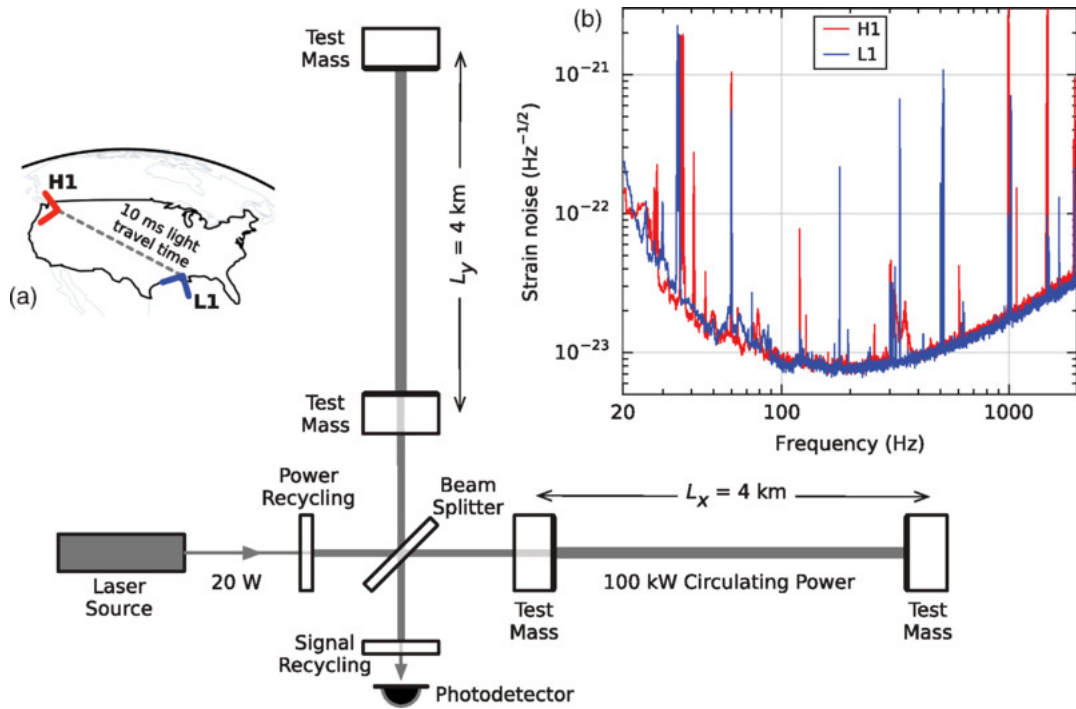 Test
Mass
(b)
H1
L1
10⁻²¹
10⁻²²
10⁻²³
Strain noise (Hz⁻¹/²)
20
100
1000
Frequency (Hz)
L_y = 4 km
H1
10 ms light
travel time
L1
(a)
Test
Mass
Power
Recycling
Beam
Splitter
L_x = 4 km
Laser
Source
20 W
100 kW Circulating Power
Test
Mass
Test
Mass
Signal
Recycling
Photodetector